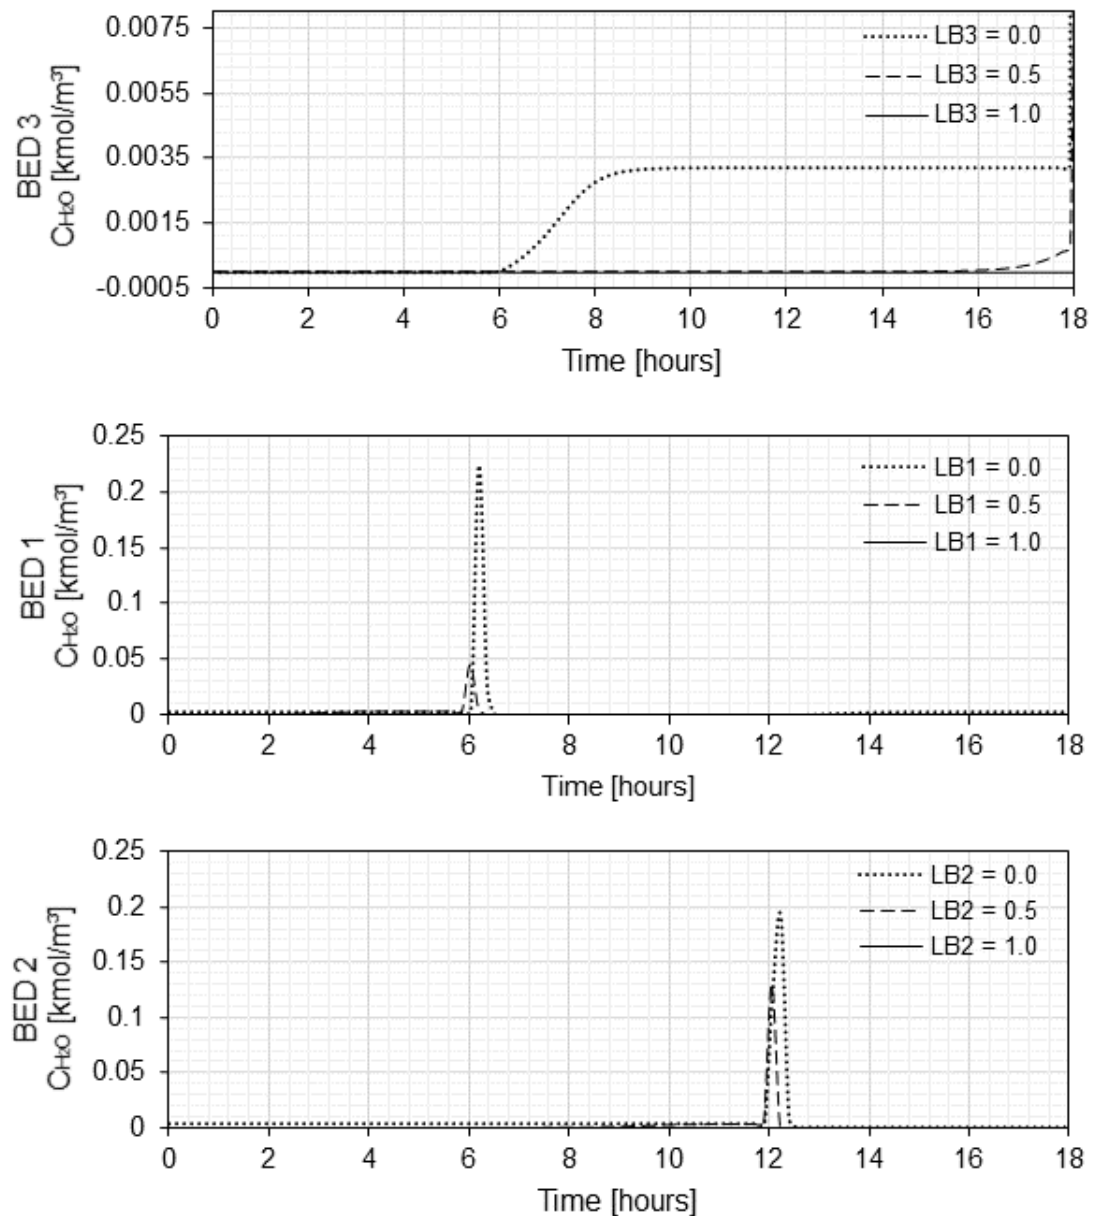 BED 3
C_H₂O [kmol/m³]
0.0075
0.0055
0.0035
0.0015
-0.0005
LB3 = 0.0
LB3 = 0.5
LB3 = 1.0
0 2 4 6 8 10 12 14 16 18
Time [hours]
BED 1
C_H₂O [kmol/m³]
0.25
0.2
0.15
0.1
0.05
0
LB1 = 0.0
LB1 = 0.5
LB1 = 1.0
0 2 4 6 8 10 12 14 16 18
Time [hours]
BED 2
C_H₂O [kmol/m³]
0.25
0.2
0.15
0.1
0.05
0
LB2 = 0.0
LB2 = 0.5
LB2 = 1.0
0 2 4 6 8 10 12 14 16 18
Time [hours]